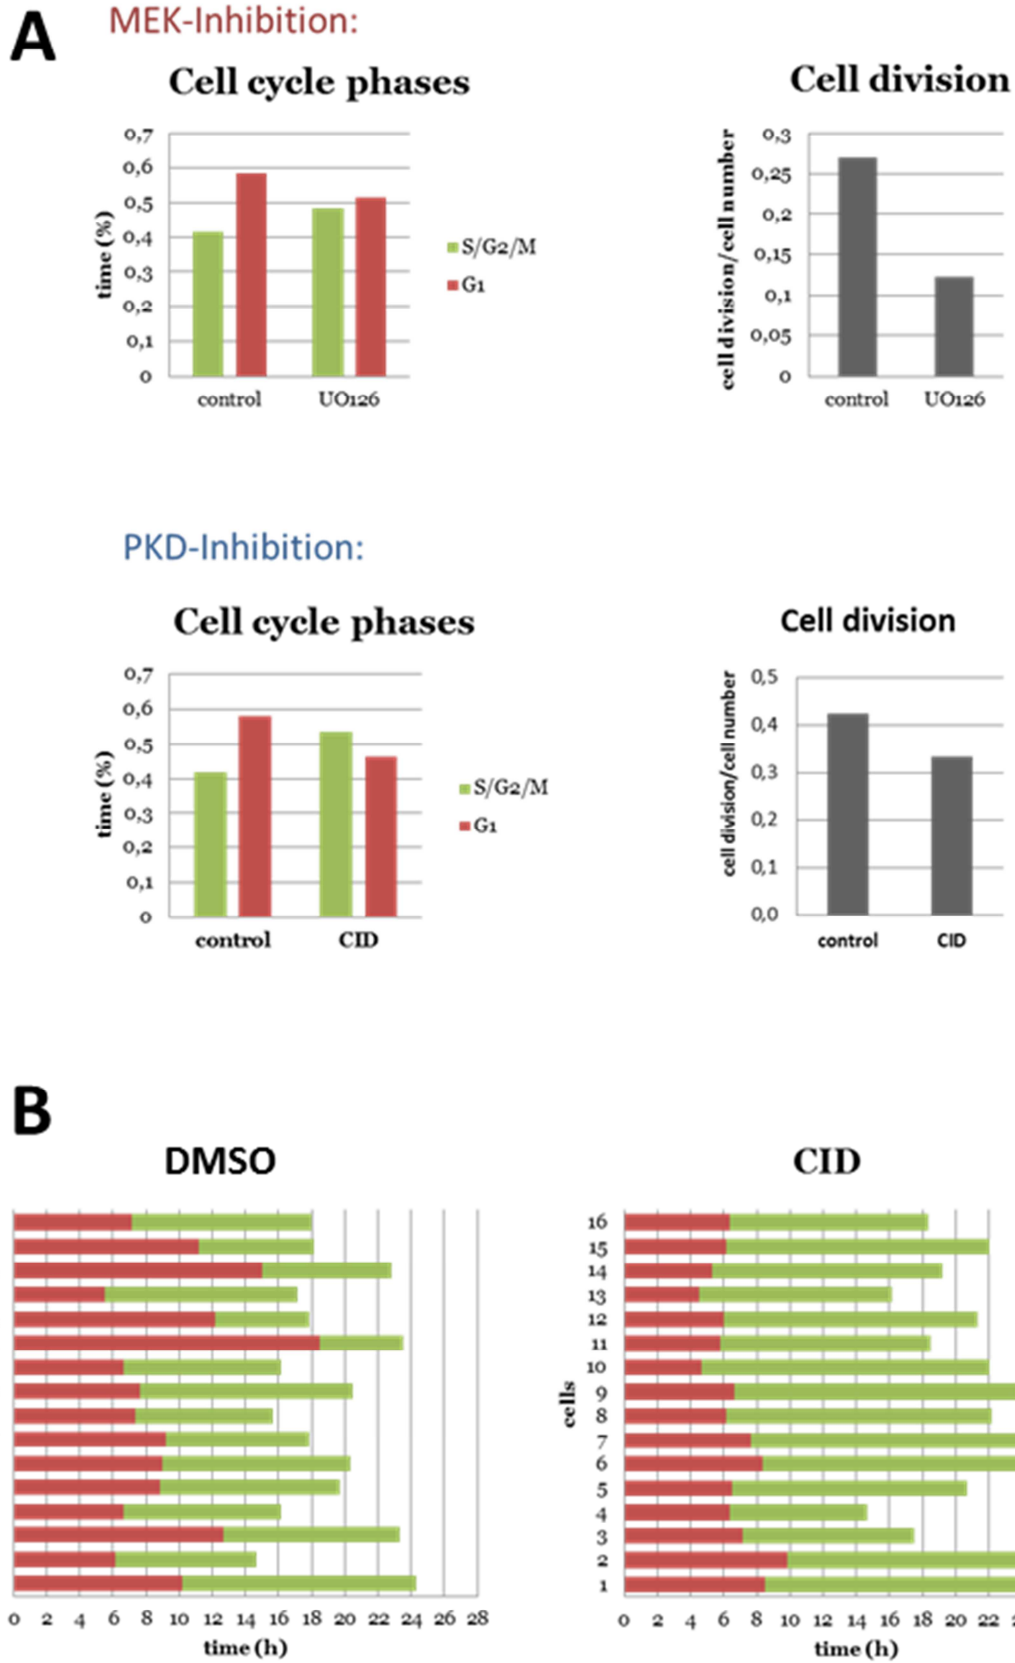 A
MEK-Inhibition:
Cell cycle phases
Cell division
time (%)
0,7
0,6
0,5
0,4
0,3
0,2
0,1
0
control
UO126
S/G2/M
G1
cell division/cell number
0,3
0,25
0,2
0,15
0,1
0,05
0
control
UO126
PKD-Inhibition:
Cell cycle phases
Cell division
time (%)
0,7
0,6
0,5
0,4
0,3
0,2
0,1
0
control
CID
S/G2/M
G1
cell division/cell number
0,5
0,4
0,3
0,2
0,1
0,0
control
CID
B
DMSO
0 2 4 6 8 10 12 14 16 18 20 22 24 26 28
time (h)
CID
cells
16
15
14
13
12
11
10
9
8
7
6
5
4
3
2
1
0 2 4 6 8 10 12 14 16 18 20 22
time (h)